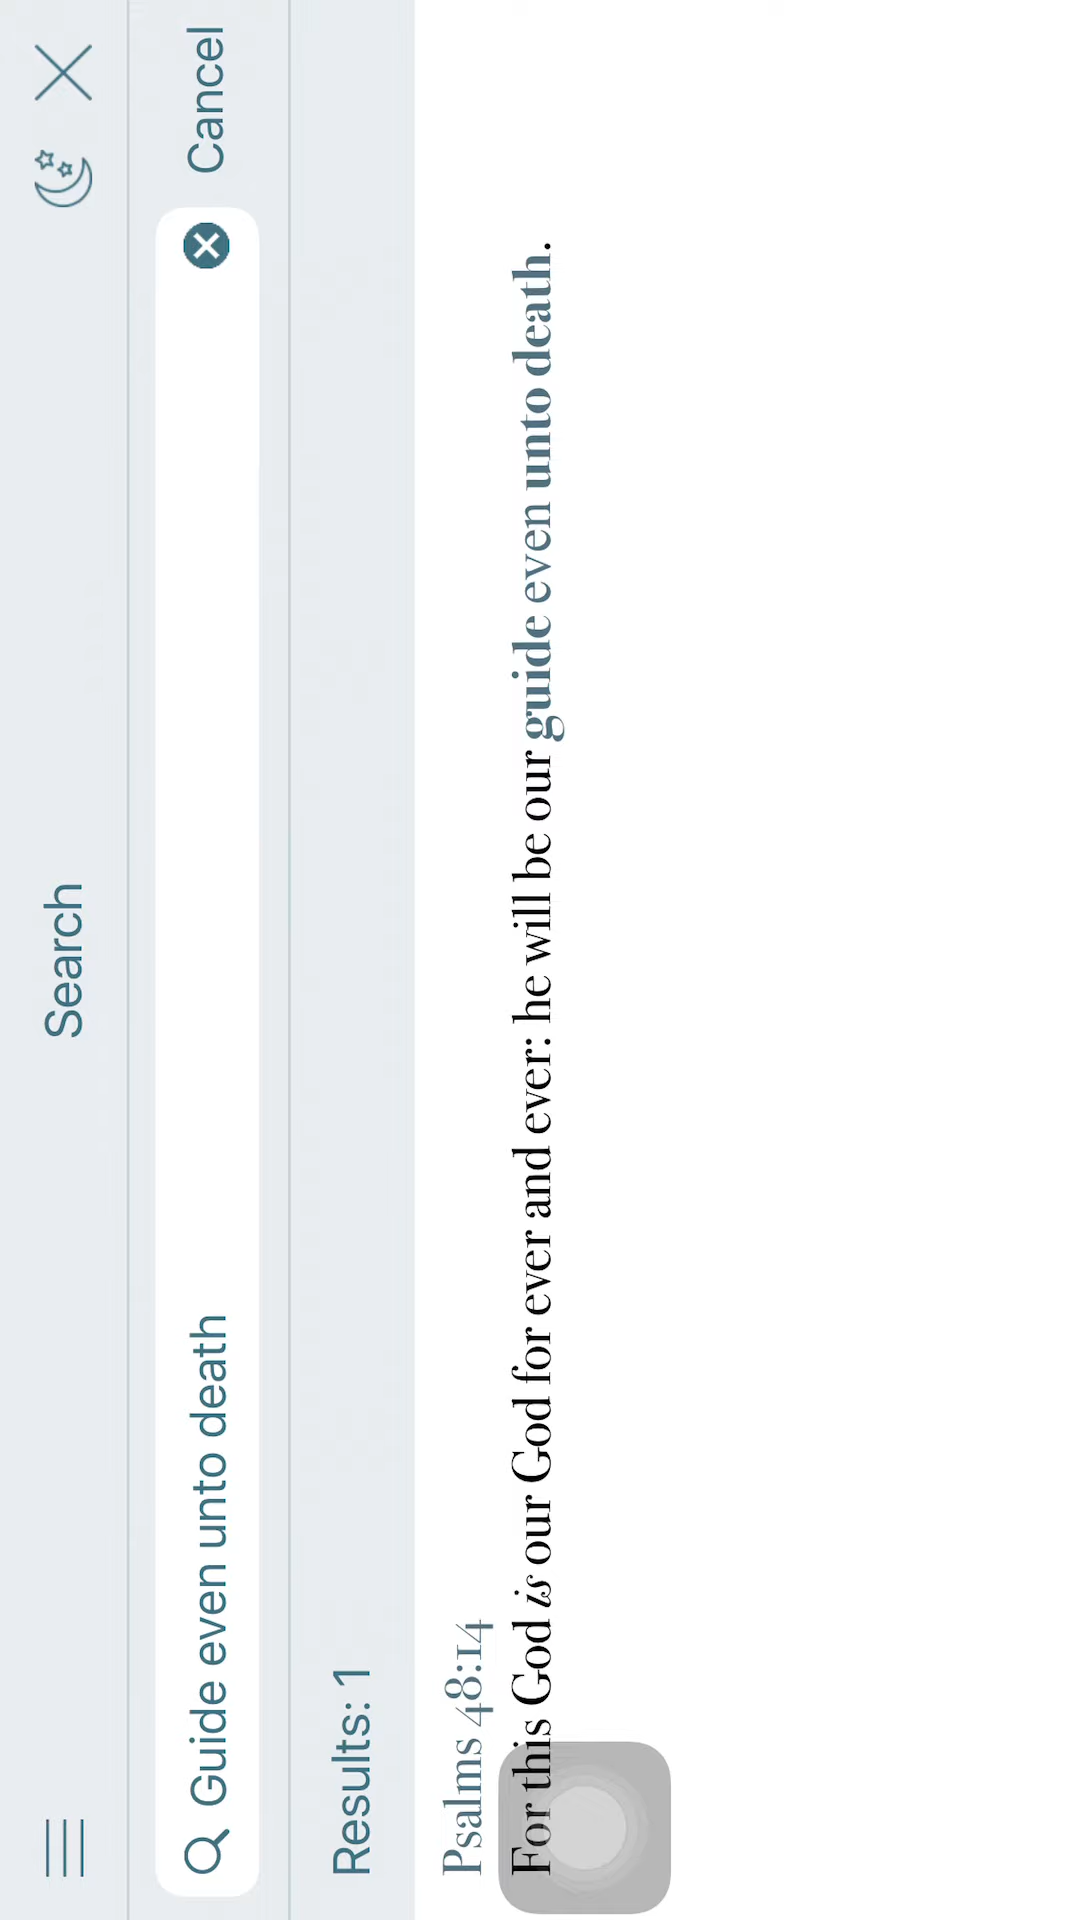 Search
Guide even unto death
Cancel
Results: 1
Psalms 48:14
For this God is our God for ever and ever: he will be our guide even unto death.